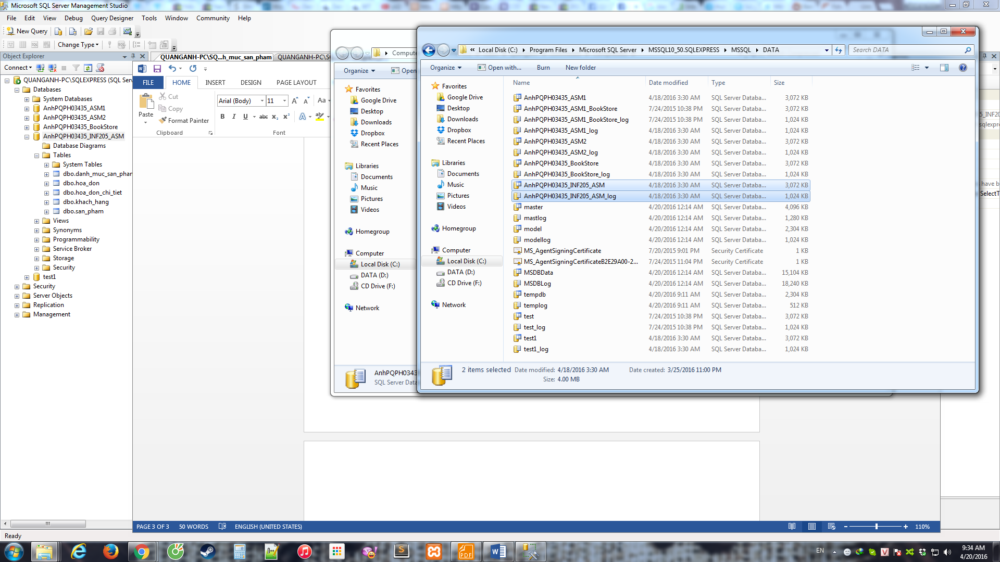 Microsoft SQL Server Management Studio
File Edit View Debug Query Designer Tools Window Community Help
New Query
Change Type
Object Explorer
Connect
QUANGANH-PC\SQLEXPRESS (SQL Ser
Databases
System Databases
AnhPQPH03435_ASM1
AnhPQPH03435_ASM2
AnhPQPH03435_BookStore
AnhPQPH03435_INF205_ASM
Database Diagrams
Tables
System Tables
dbo.danh_muc_san_phar
dbo.hoa_don
dbo.hoa_don_chi_tiet
dbo.khach_hang
dbo.san_pham
Views
Synonyms
Programmability
Service Broker
Storage
Security
test1
Security
Server Objects
Replication
Management
Ready
QUANGANH-PC\SQ...h_muc_san_pham QUANGANH-PC\S
FILE HOME INSERT DESIGN PAGE LAYOUT
Paste
Cut
Copy
Format Painter
Clipboard
Arial (Body) 11
B I U abc X₂ X²
Aa
Font
PAGE 3 OF 3 50 WORDS ENGLISH (UNITED STATES) 110%
Compute
Organize Open
Favorites
Google Drive
Desktop
Downloads
Dropbox
Recent Places
Libraries
Documents
Music
Pictures
Videos
Homegroup
Computer
Local Disk (C:)
DATA (D:)
CD Drive (F:)
Network
AnhPQPH0343
SQL Server Data
« Local Disk (C:) Program Files Microsoft SQL Server MSSQL10_50.SQLEXPRESS MSSQL DATA
Search DATA
Organize Open with... Burn New folder
Favorites
Google Drive
Desktop
Downloads
Dropbox
Recent Places
Libraries
Documents
Music
Pictures
Videos
Homegroup
Computer
Local Disk (C:)
DATA (D:)
CD Drive (F:)
Network
Name Date modified Type Size
AnhPQPH03435_ASM1 4/18/2016 3:30 AM SQL Server Databa... 3,072 KB
AnhPQPH03435_ASM1_BookStore 7/24/2015 10:38 PM SQL Server Databa... 3,072 KB
AnhPQPH03435_ASM1_BookStore_log 7/24/2015 10:38 PM SQL Server Databa... 1,024 KB
AnhPQPH03435_ASM1_log 4/18/2016 3:30 AM SQL Server Databa... 1,024 KB
AnhPQPH03435_ASM2 4/18/2016 3:30 AM SQL Server Databa... 3,072 KB
AnhPQPH03435_ASM2_log 4/18/2016 3:30 AM SQL Server Databa... 1,024 KB
AnhPQPH03435_BookStore 4/18/2016 3:30 AM SQL Server Databa... 3,072 KB
AnhPQPH03435_BookStore_log 4/18/2016 3:30 AM SQL Server Databa... 1,024 KB
AnhPQPH03435_INF205_ASM 4/18/2016 3:30 AM SQL Server Databa... 3,072 KB
AnhPQPH03435_INF205_ASM_log 4/18/2016 3:30 AM SQL Server Databa... 1,024 KB
master 4/20/2016 12:14 AM SQL Server Databa... 4,096 KB
mastlog 4/20/2016 12:14 AM SQL Server Databa... 1,280 KB
model 4/20/2016 12:14 AM SQL Server Databa... 2,304 KB
modellog 4/20/2016 12:14 AM SQL Server Databa... 1,024 KB
MS_AgentSigningCertificate 7/20/2015 9:01 PM Security Certificate 1 KB
MS_AgentSigningCertificateB2E29A00-2... 7/24/2015 11:04 PM Security Certificate 1 KB
MSDBData 4/20/2016 12:14 AM SQL Server Databa... 15,104 KB
MSDBLog 4/20/2016 12:14 AM SQL Server Databa... 18,240 KB
tempdb 4/20/2016 9:11 AM SQL Server Databa... 2,304 KB
templog 4/20/2016 9:11 AM SQL Server Databa... 512 KB
test 7/24/2015 10:38 PM SQL Server Databa... 3,072 KB
test_log 7/24/2015 10:38 PM SQL Server Databa... 1,024 KB
test1 4/18/2016 3:30 AM SQL Server Databa... 3,072 KB
test1_log 4/18/2016 3:30 AM SQL Server Databa... 1,024 KB
2 items selected Date modified: 4/18/2016 3:30 AM Date created: 3/25/2016 11:00 PM
Size: 4.00 MB
5_INF20
sqlexpre
have b
SelectT
EN
9:34 AM
4/20/2016